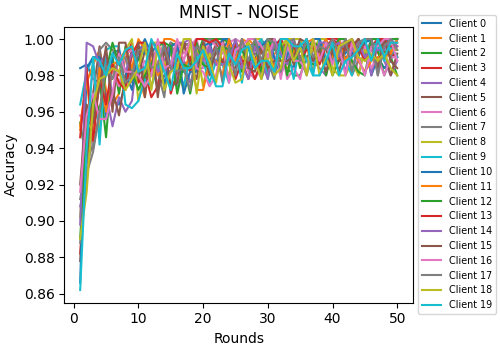 MNIST - NOISE
1.00
0.98
0.96
0.94
0.92
0.90
0.88
0.86
Accuracy
0
10
20
30
40
50
Rounds
Client 0
Client 1
Client 2
Client 3
Client 4
Client 5
Client 6
Client 7
Client 8
Client 9
Client 10
Client 11
Client 12
Client 13
Client 14
Client 15
Client 16
Client 17
Client 18
Client 19